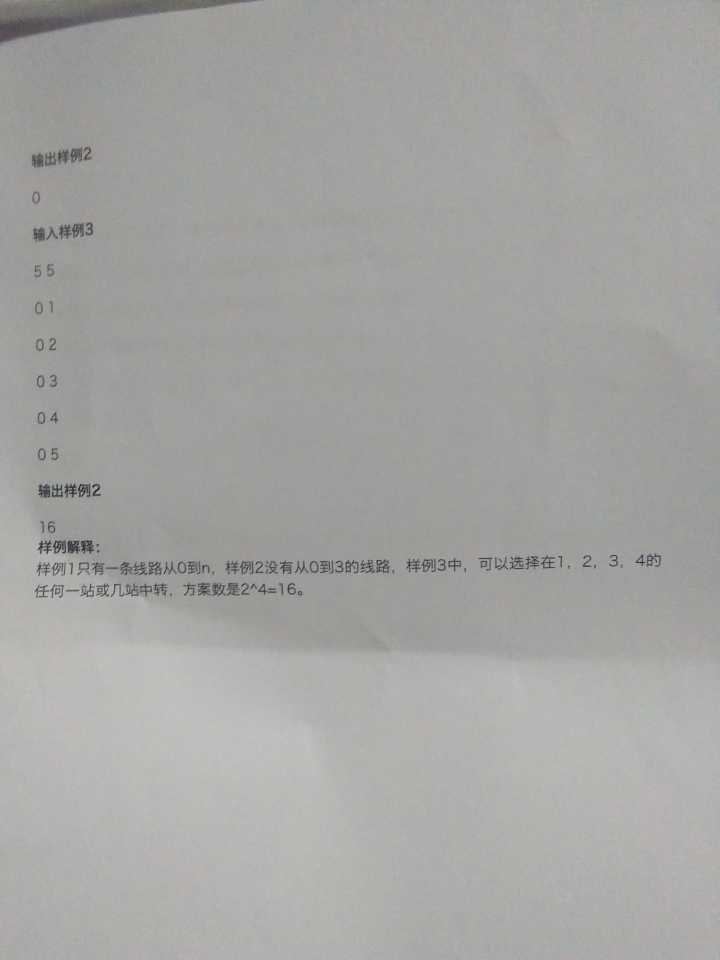 输出样例2
0
输入样例3
5 5
0 1
0 2
0 3
0 4
0 5
输出样例2
16
样例解释：
样例1只有一条线路从0到n，样例2没有从0到3的线路，样例3中，可以选择在1，2，3，4的
任何一站或几站中转，方案数是2^4=16。